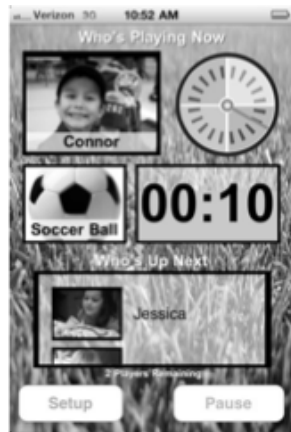 Verizon 3G 10:52 AM
Who's Playing Now
Connor
Soccer Ball
00:10
Who's Up Next
Jessica
2 Players Remaining
Setup
Pause